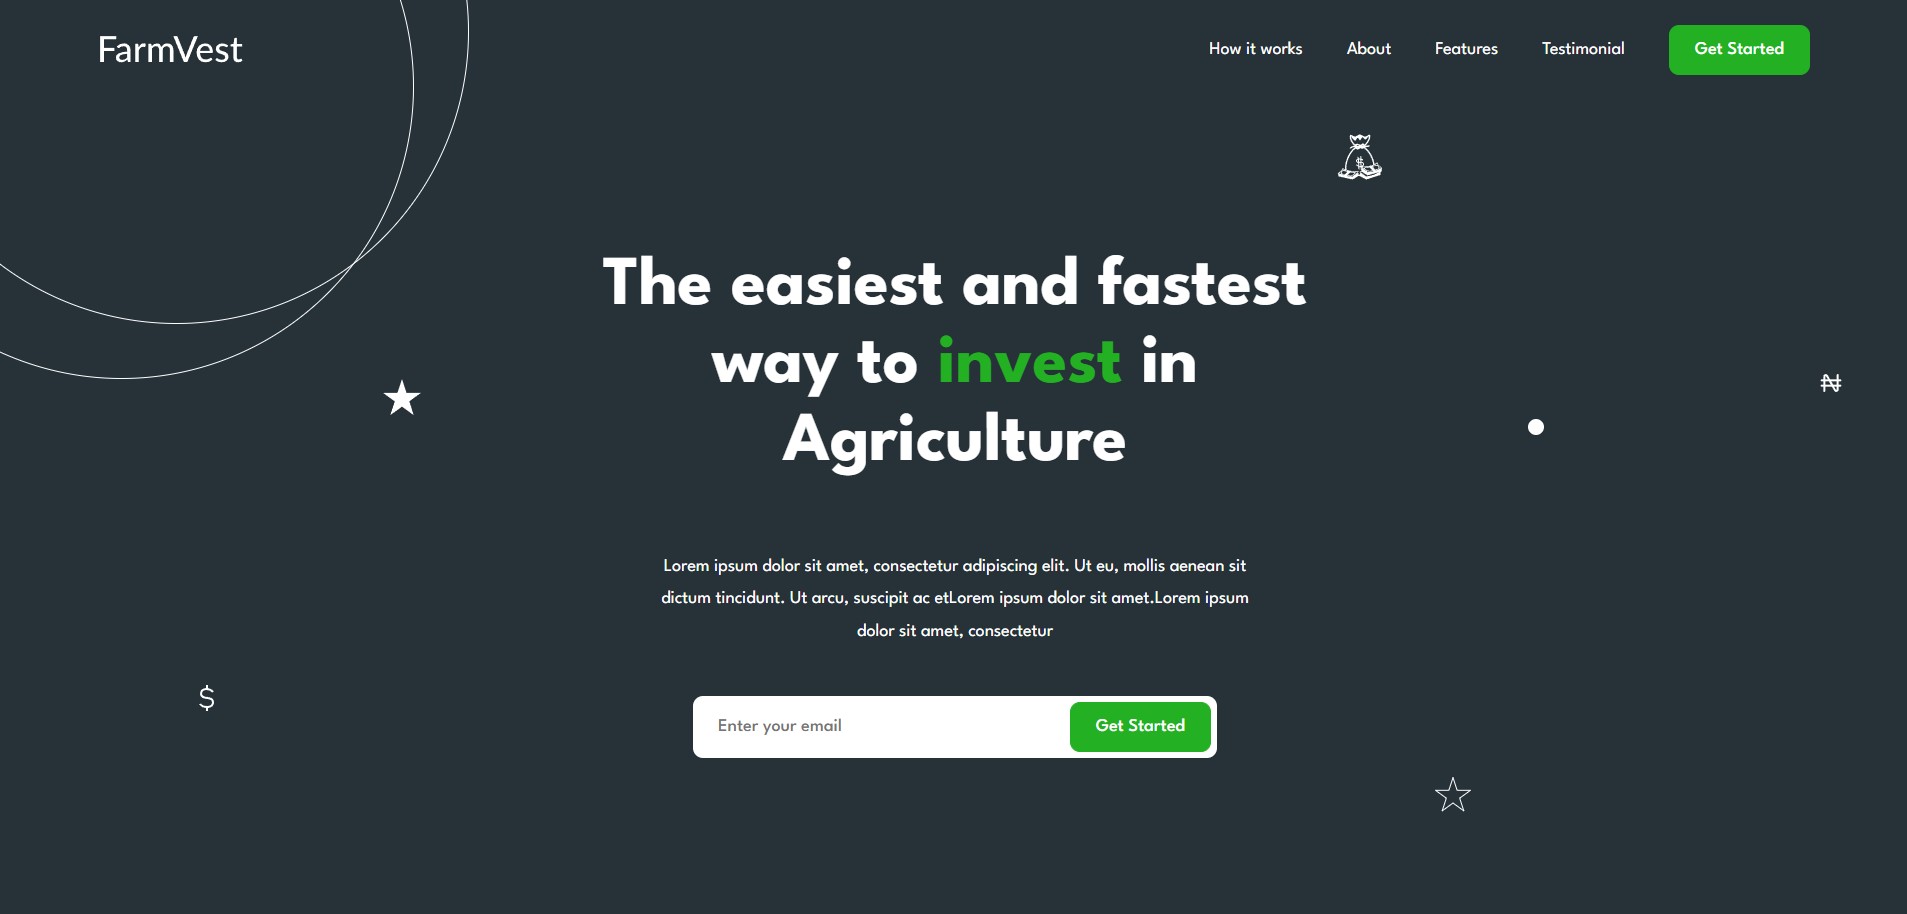 FarmVest
How it works
About
Features
Testimonial
Get Started
$
The easiest and fastest
way to invest in
Agriculture
₦
Lorem ipsum dolor sit amet, consectetur adipiscing elit. Ut eu, mollis aenean sit
dictum tincidunt. Ut arcu, suscipit ac etLorem ipsum dolor sit amet.Lorem ipsum
dolor sit amet, consectetur
$
Enter your email
Get Started